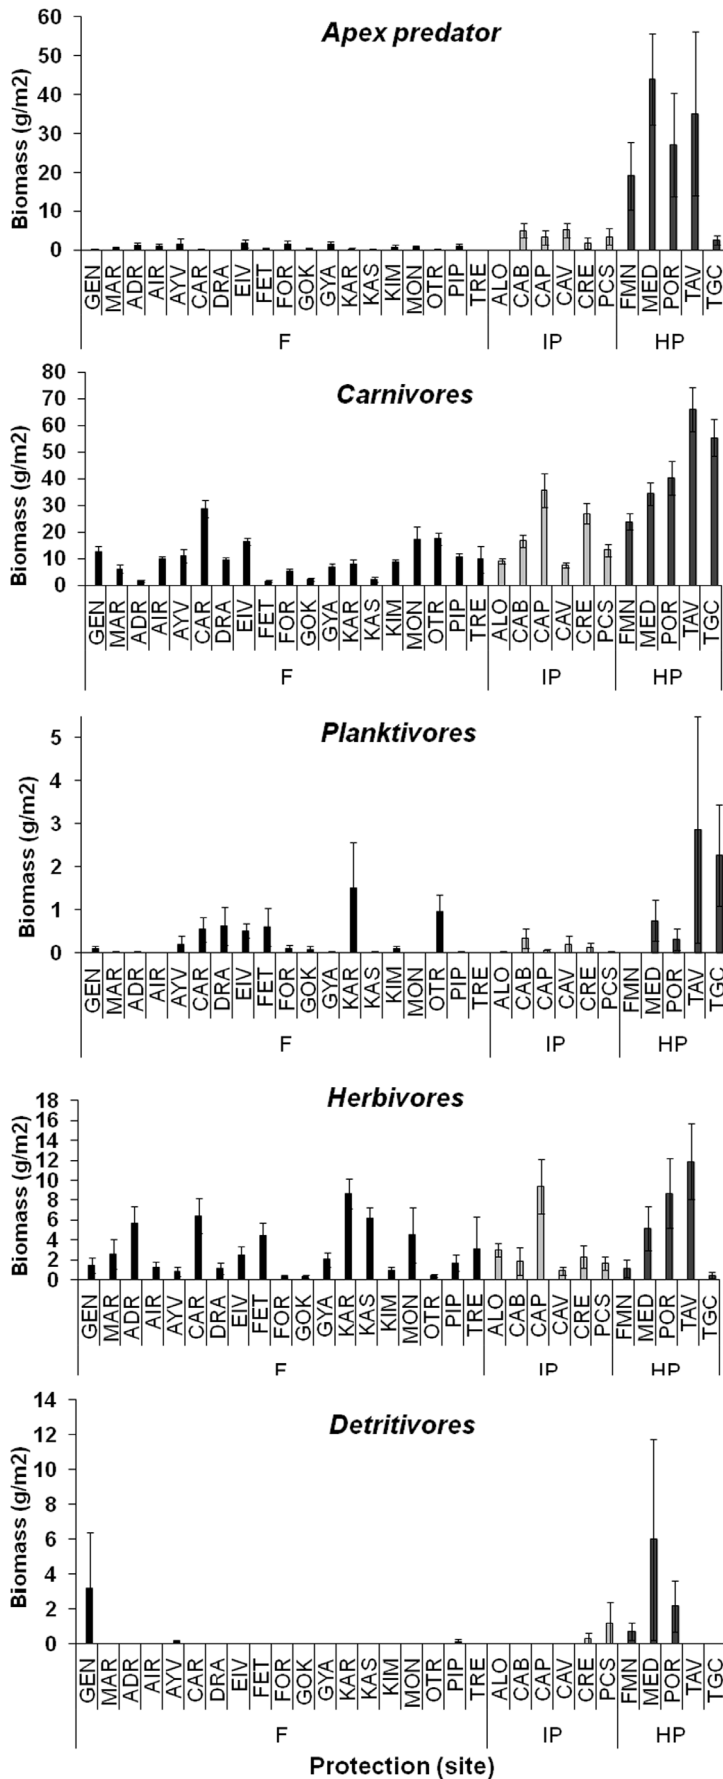 Apex predator
Biomass (g/m2)
60
50
40
30
20
10
0
GEN MAR ADR AIR AYV CAR DRA EIV FET FOR GOK GYA KAR KAS KIM MON OTR PIP TRE ALO CAB CAP CAV CRE PCS FMN MED POR TAV TGC
F IP HP
Carnivores
Biomass (g/m2)
80
70
60
50
40
30
20
10
0
GEN MAR ADR AIR AYV CAR DRA EIV FET FOR GOK GYA KAR KAS KIM MON OTR PIP TRE ALO CAB CAP CAV CRE PCS FMN MED POR TAV TGC
F IP HP
Planktivores
Biomass (g/m2)
5
4
3
2
1
0
GEN MAR ADR AIR AYV CAR DRA EIV FET FOR GOK GYA KAR KAS KIM MON OTR PIP TRE ALO CAB CAP CAV CRE PCS FMN MED POR TAV TGC
F IP HP
Herbivores
Biomass (g/m2)
18
16
14
12
10
8
6
4
2
0
GEN MAR ADR AIR AYV CAR DRA EIV FET FOR GOK GYA KAR KAS KIM MON OTR PIP TRE ALO CAB CAP CAV CRE PCS FMN MED POR TAV TGC
F IP HP
Detritivores
Biomass (g/m2)
14
12
10
8
6
4
2
0
GEN MAR ADR AIR AYV CAR DRA EIV FET FOR GOK GYA KAR KAS KIM MON OTR PIP TRE ALO CAB CAP CAV CRE PCS FMN MED POR TAV TGC
F IP HP
Protection (site)